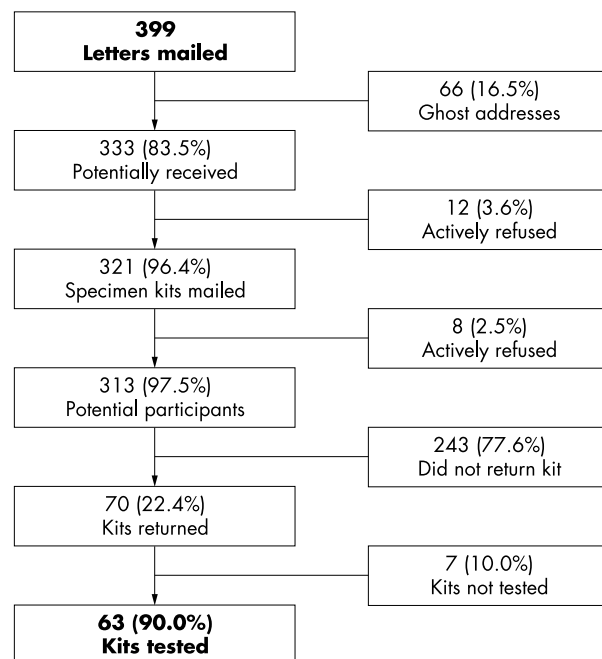 399
Letters mailed
66 (16.5%)
Ghost addresses
333 (83.5%)
Potentially received
12 (3.6%)
Actively refused
321 (96.4%)
Specimen kits mailed
8 (2.5%)
Actively refused
313 (97.5%)
Potential participants
243 (77.6%)
Did not return kit
70 (22.4%)
Kits returned
7 (10.0%)
Kits not tested
63 (90.0%)
Kits tested